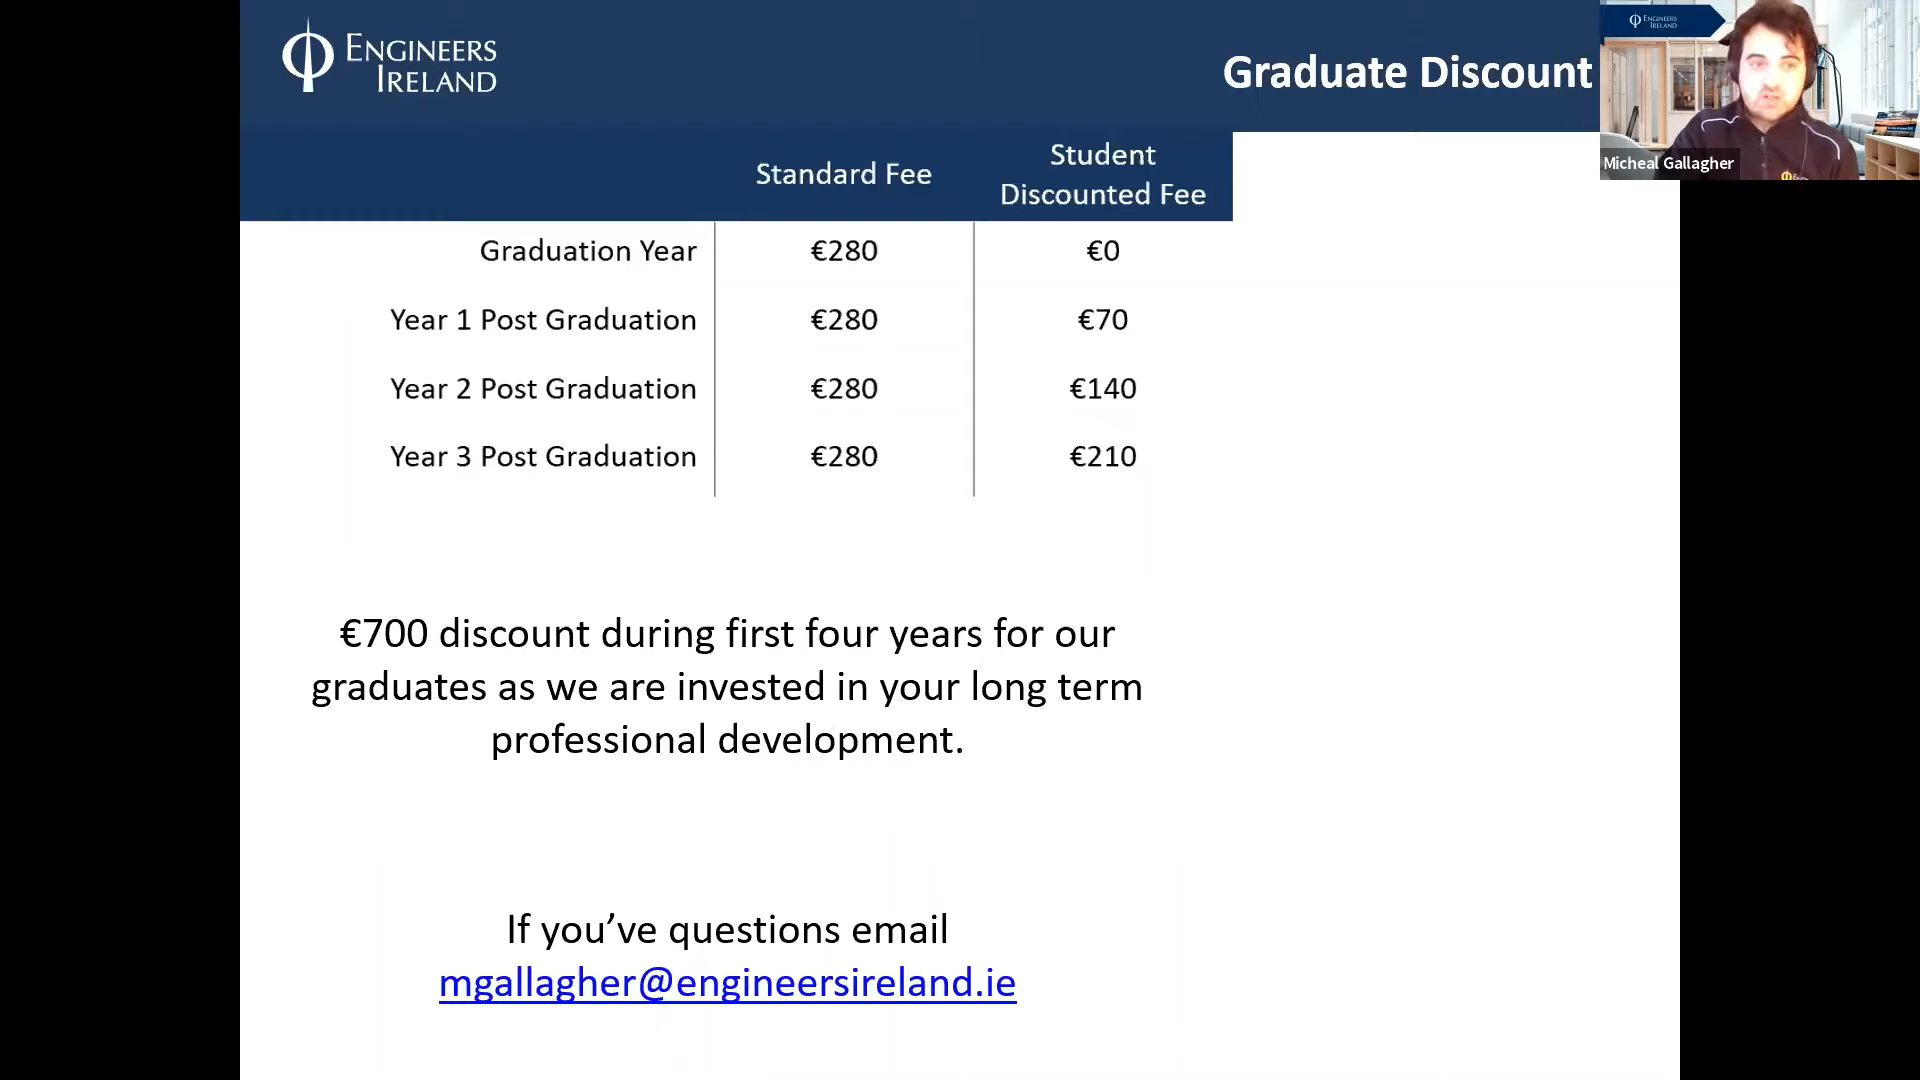 ENGINEERS
IRELAND
Graduate Discount
ENGINEERS
IRELAND
Micheal Gallagher
Standard Fee
Student
Discounted Fee
Graduation Year €280 €0
Year 1 Post Graduation €280 €70
Year 2 Post Graduation €280 €140
Year 3 Post Graduation €280 €210
€700 discount during first four years for our
graduates as we are invested in your long term
professional development.
If you’ve questions email
mgallagher@engineersireland.ie